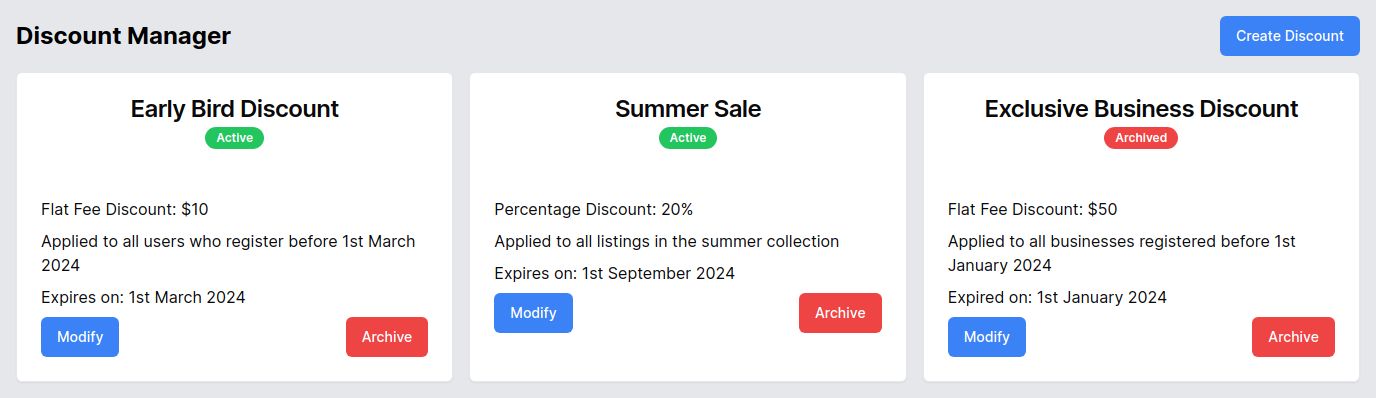 Discount Manager
Create Discount
Early Bird Discount
Active
Flat Fee Discount: $10
Applied to all users who register before 1st March
2024
Expires on: 1st March 2024
Modify
Archive
Summer Sale
Active
Percentage Discount: 20%
Applied to all listings in the summer collection
Expires on: 1st September 2024
Modify
Archive
Exclusive Business Discount
Archived
Flat Fee Discount: $50
Applied to all businesses registered before 1st
January 2024
Expired on: 1st January 2024
Modify
Archive